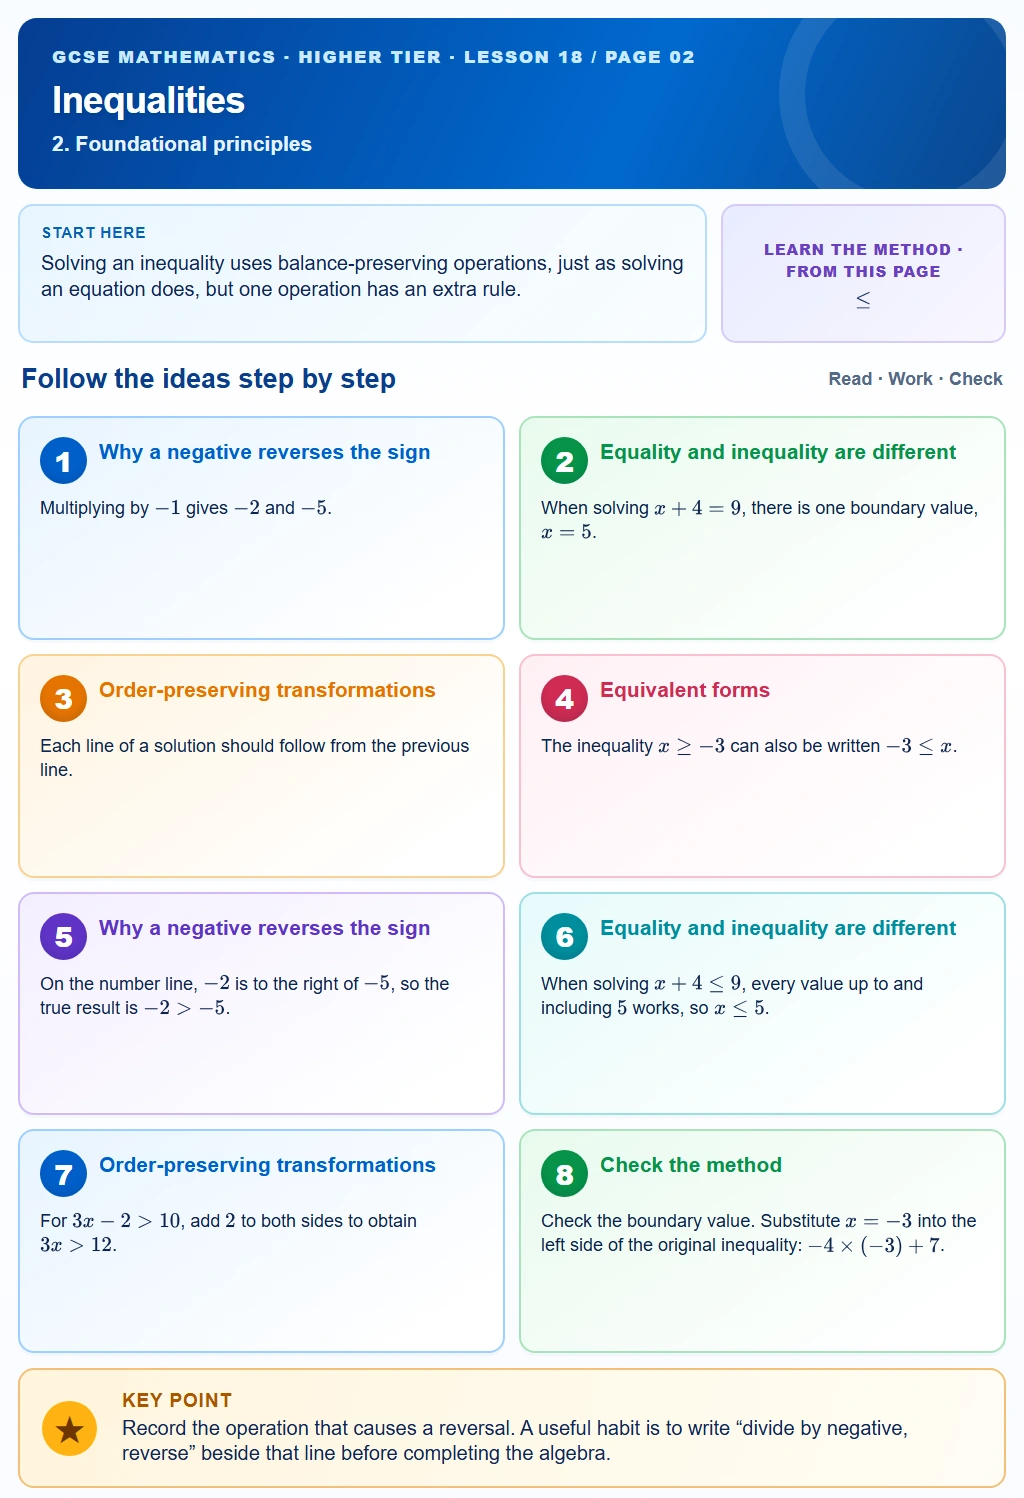 GCSE MATHEMATICS · HIGHER TIER · LESSON 18 / PAGE 02
Inequalities
2. Foundational principles
START HERE
Solving an inequality uses balance-preserving operations, just as solving
an equation does, but one operation has an extra rule.
LEARN THE METHOD ·
FROM THIS PAGE
≤
Follow the ideas step by step
Read · Work · Check
1 Why a negative reverses the sign
Multiplying by −1 gives −2 and −5.
2 Equality and inequality are different
When solving x + 4 = 9, there is one boundary value,
x = 5.
3 Order-preserving transformations
Each line of a solution should follow from the previous
line.
4 Equivalent forms
The inequality x ≥ −3 can also be written −3 ≤ x.
5 Why a negative reverses the sign
On the number line, −2 is to the right of −5, so the
true result is −2 > −5.
6 Equality and inequality are different
When solving x + 4 ≤ 9, every value up to and
including 5 works, so x ≤ 5.
7 Order-preserving transformations
For 3x − 2 > 10, add 2 to both sides to obtain
3x > 12.
8 Check the method
Check the boundary value. Substitute x = −3 into the
left side of the original inequality: −4 × (−3) + 7.
KEY POINT
Record the operation that causes a reversal. A useful habit is to write “divide by negative,
reverse” beside that line before completing the algebra.